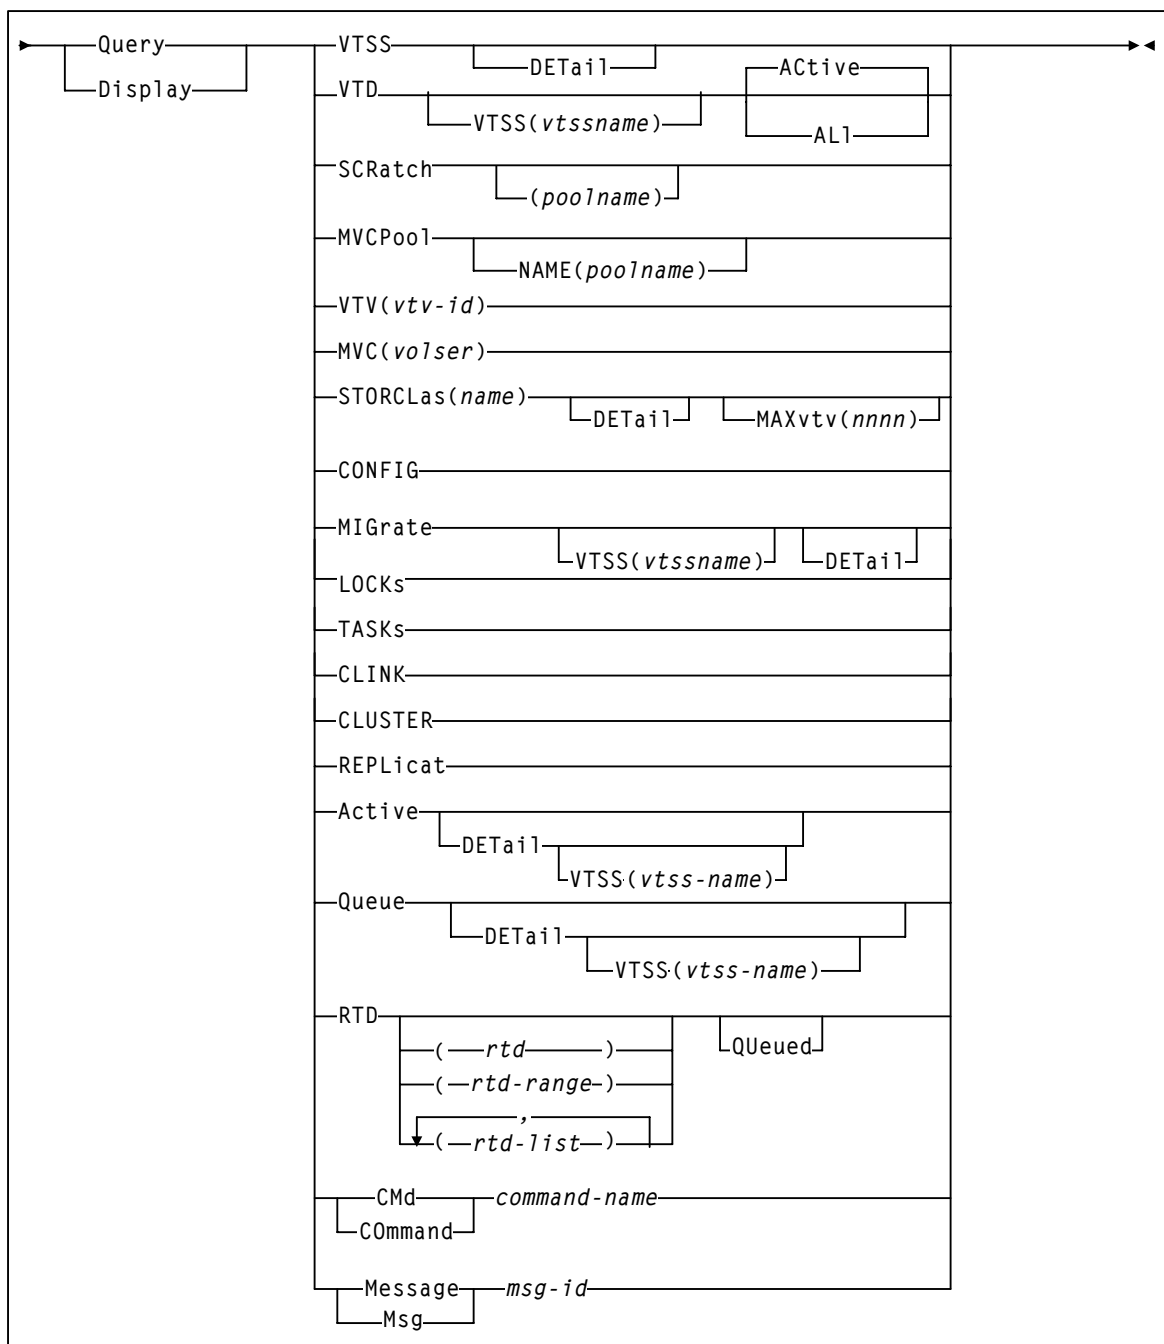 Query
Display
VTSS
DETail
VTD
VTSS(vtssname)
ACtive
ALl
SCRatch
(poolname)
MVCPool
NAME(poolname)
VTV(vtv-id)
MVC(volser)
STORCLas(name)
DETail
MAXvtv(nnnn)
CONFIG
MIGrate
VTSS(vtssname)
DETail
LOCKs
TASKs
CLINK
CLUSTER
REPLicat
Active
DETail
VTSS(vtss-name)
Queue
DETail
VTSS(vtss-name)
RTD
QUeued
( rtd )
( rtd-range )
,
( rtd-list )
CMd
COmmand
command-name
Message
Msg
msg-id